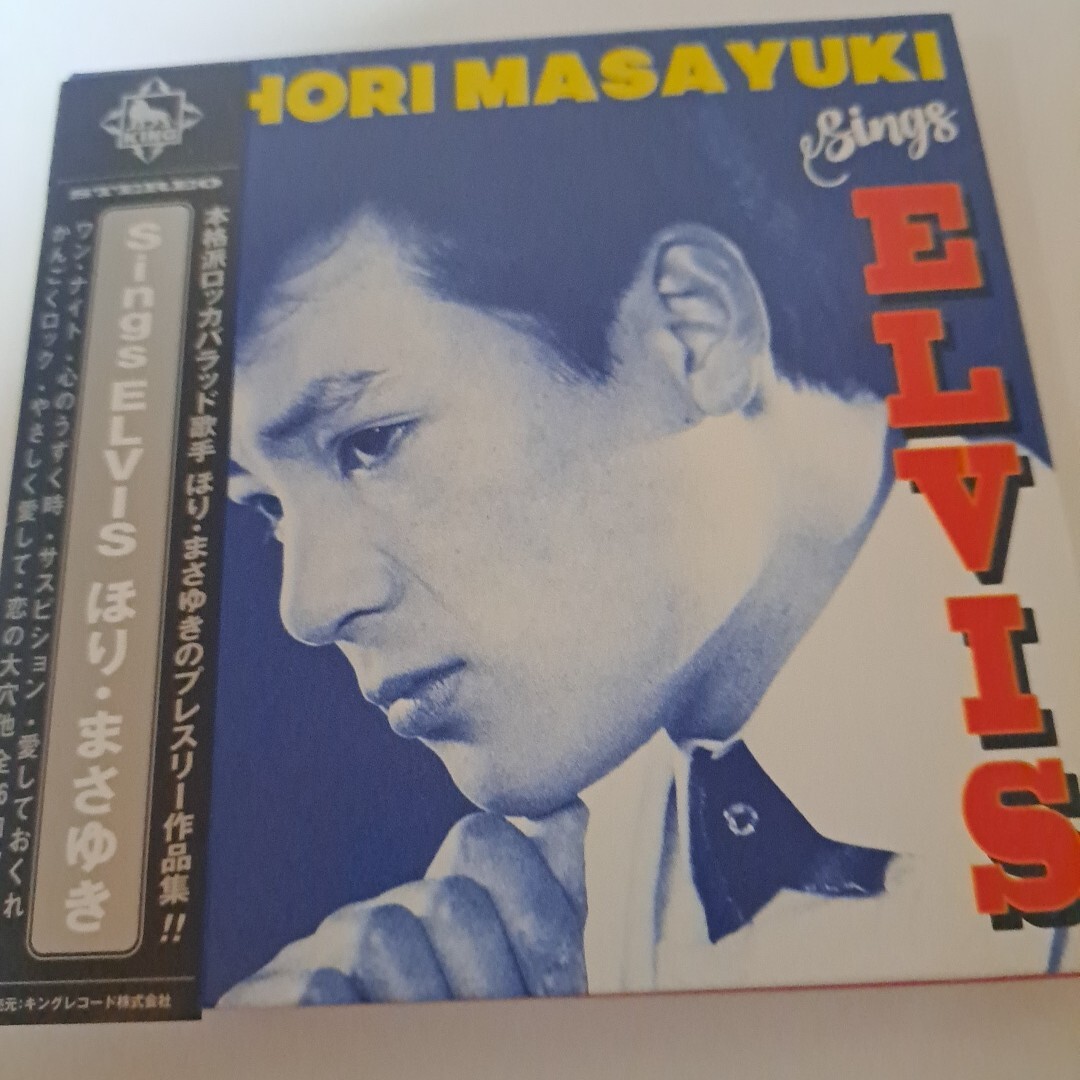 HORI MASAYUKI
Sings
ELVIS
KING
STEREO
本格派ロッカバラッド歌手 ほり・まさゆきのプレスリー作品集!!
Sings ELVIS ほり・まさゆき
ワン・ナイト・心のうずく時・サスピション・愛しておくれ
かんごくロック・やさしく愛して・恋の大穴他 全
売元:キングレコード株式会社